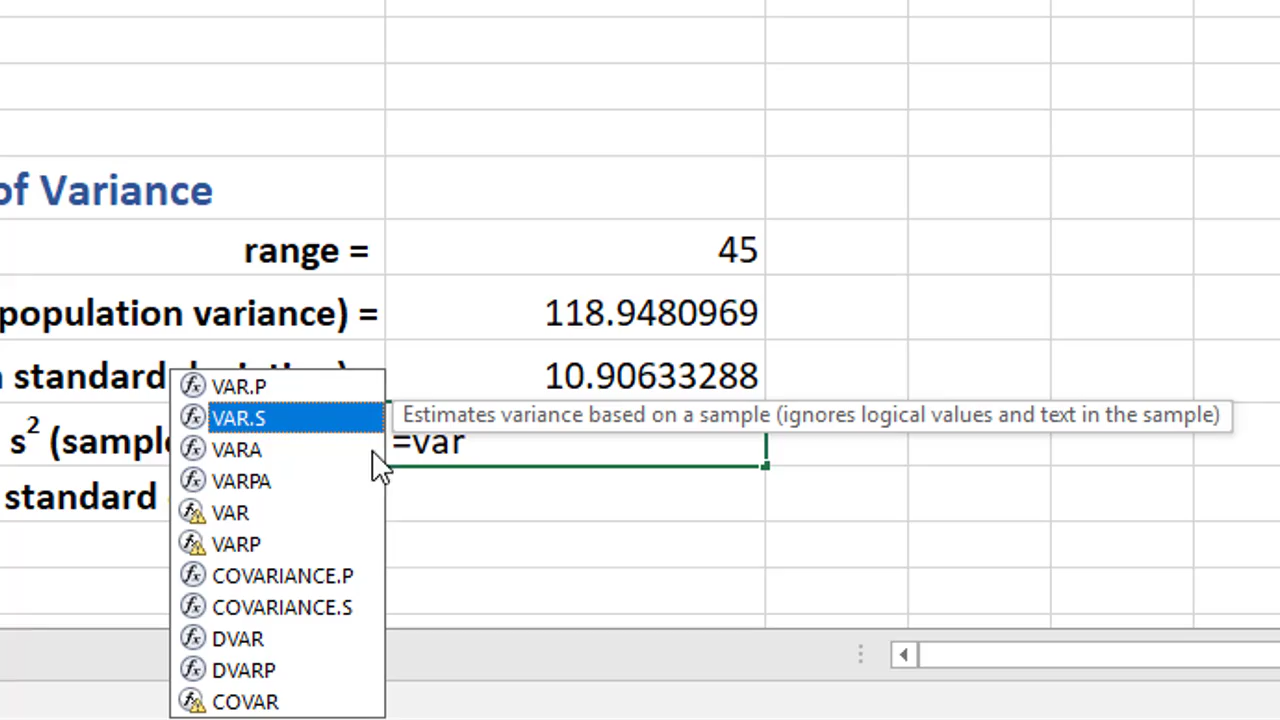 of Variance
range = 45
(population variance) = 118.9480969
standard 10.90633288
s2 (sample =var
standard
VAR.P
VAR.S
VARA
VARPA
VAR
VARP
COVARIANCE.P
COVARIANCE.S
DVAR
DVARP
COVAR
Estimates variance based on a sample (ignores logical values and text in the sample)